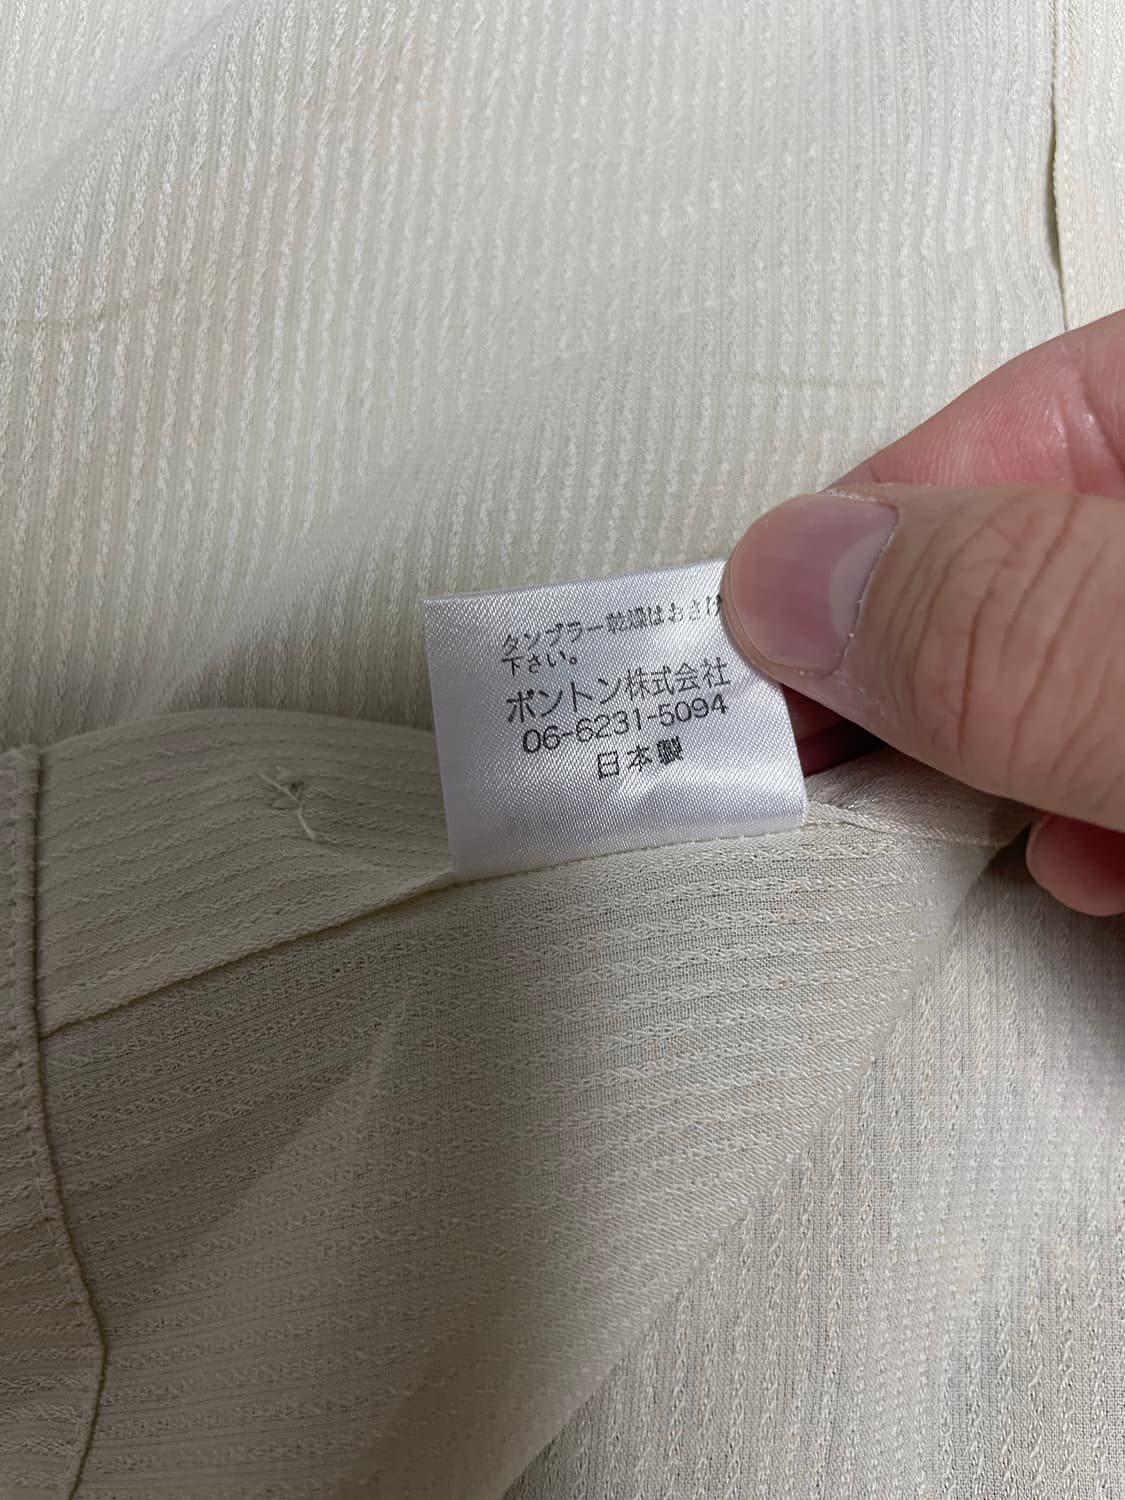 タンブラー乾燥はおさけ
下さい。
ボントン株式会社
06-6231-5094
日本製